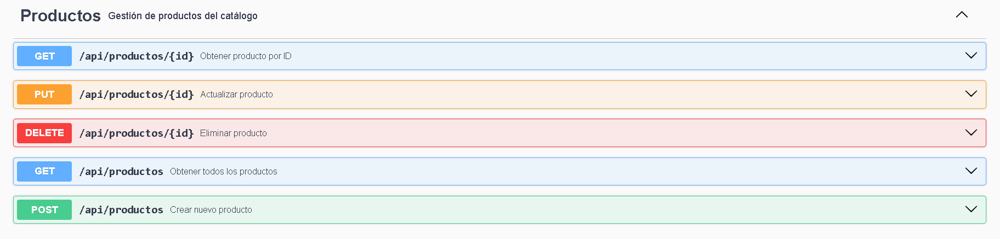 Productos Gestión de productos del catálogo
GET /api/productos/{id} Obtener producto por ID
PUT /api/productos/{id} Actualizar producto
DELETE /api/productos/{id} Eliminar producto
GET /api/productos Obtener todos los productos
POST /api/productos Crear nuevo producto